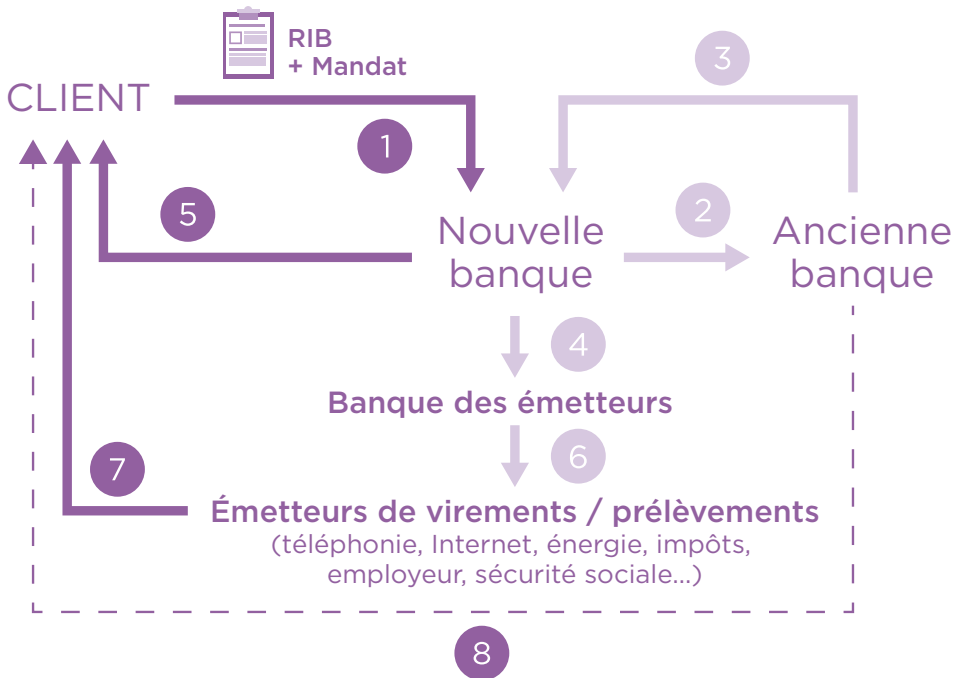 RIB
+ Mandat
3
CLIENT
1
5
2
Nouvelle
banque
Ancienne
banque
4
Banque des émetteurs
6
7
Émetteurs de virements / prélèvements
(téléphonie, Internet, énergie, impôts,
employeur, sécurité sociale...)
8